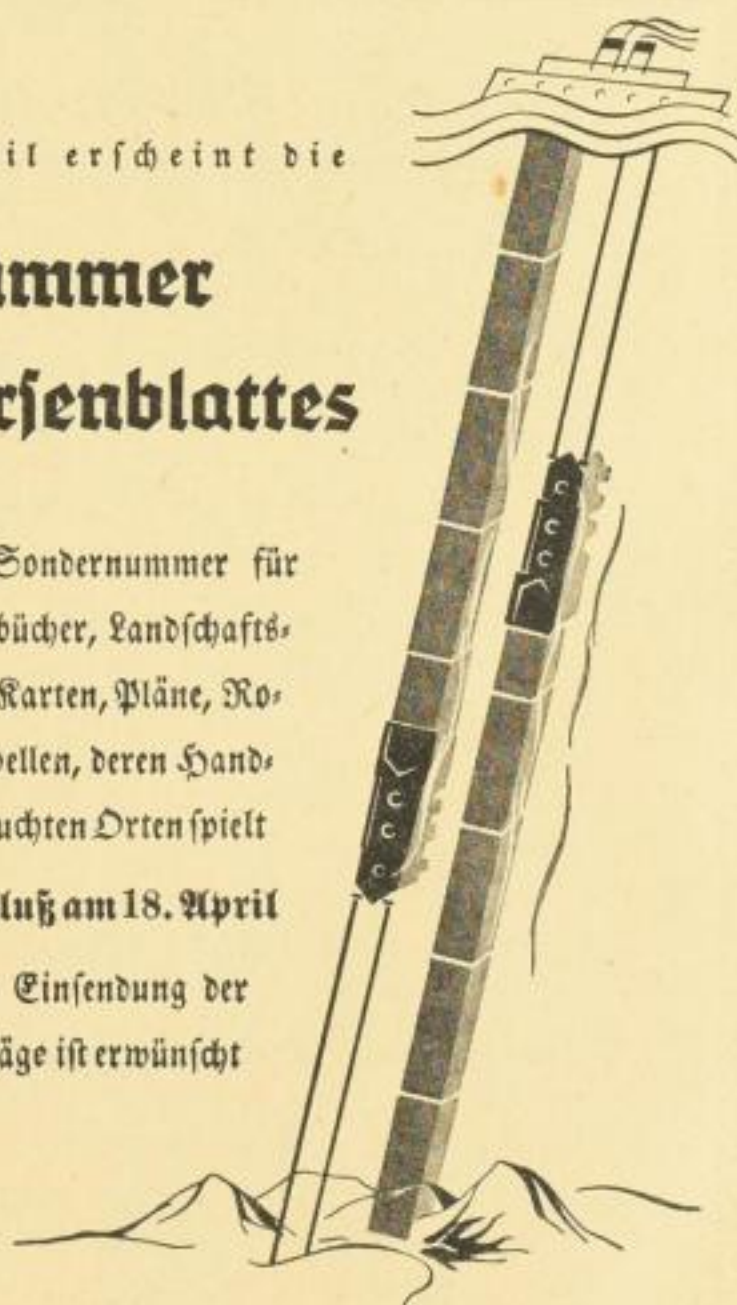 il erscheint die
ummer
rsenblattes
Sondernummer für
bücher, Landschafts-
Karten, Pläne, Ro-
vellen, deren Hand-
uchten Orten spielt
luß am 18. April
Einsendung der
äge ist erwünscht